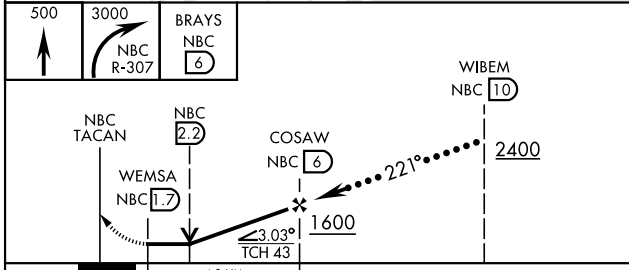 500
3000
NBC
R-307
BRAYS
NBC
6
WIBEM
NBC 10
2400
221°
NBC
TACAN
NBC
2.2
COSAW
NBC 6
WEMSA
NBC 1.7
1600
3.03°
TCH 43